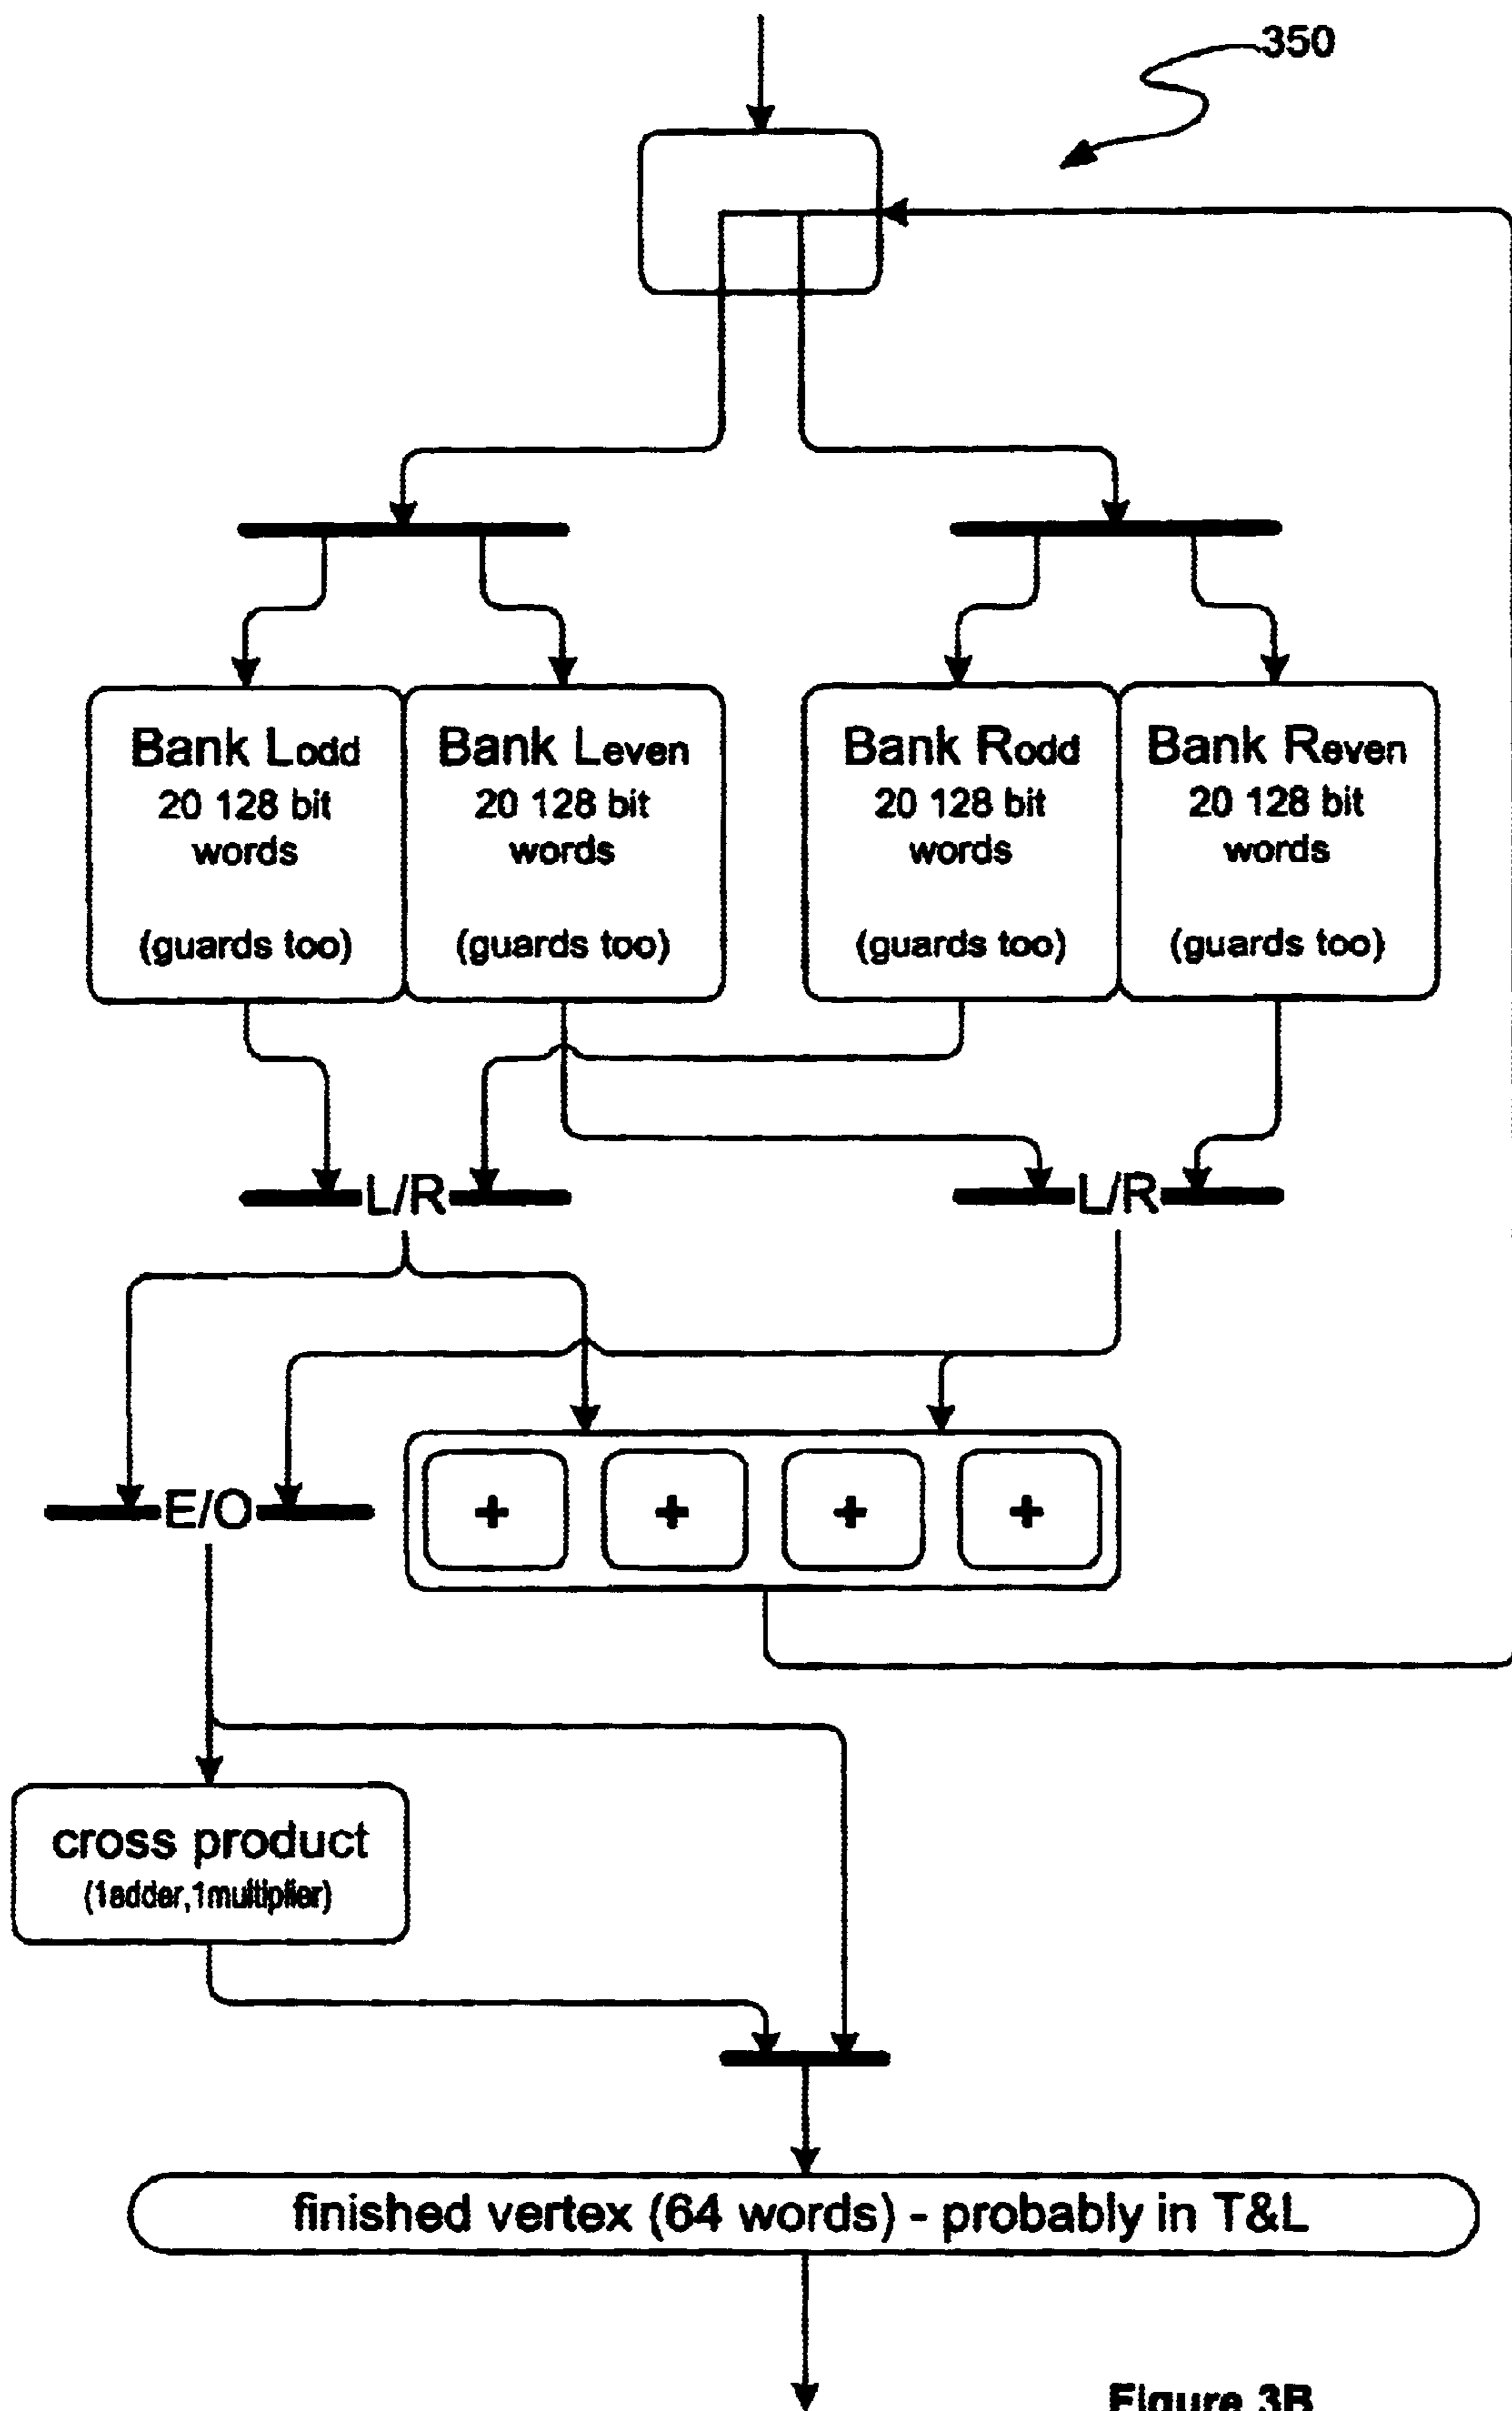 350
Bank Lodd
20 128 bit
words
(guards too)
Bank Leven
20 128 bit
words
(guards too)
Bank Rodd
20 128 bit
words
(guards too)
Bank Reven
20 128 bit
words
(guards too)
L/R
L/R
E/O
+ + + +
cross product
(1adder,1multiplier)
finished vertex (64 words) - probably in T&L
Figure 3B